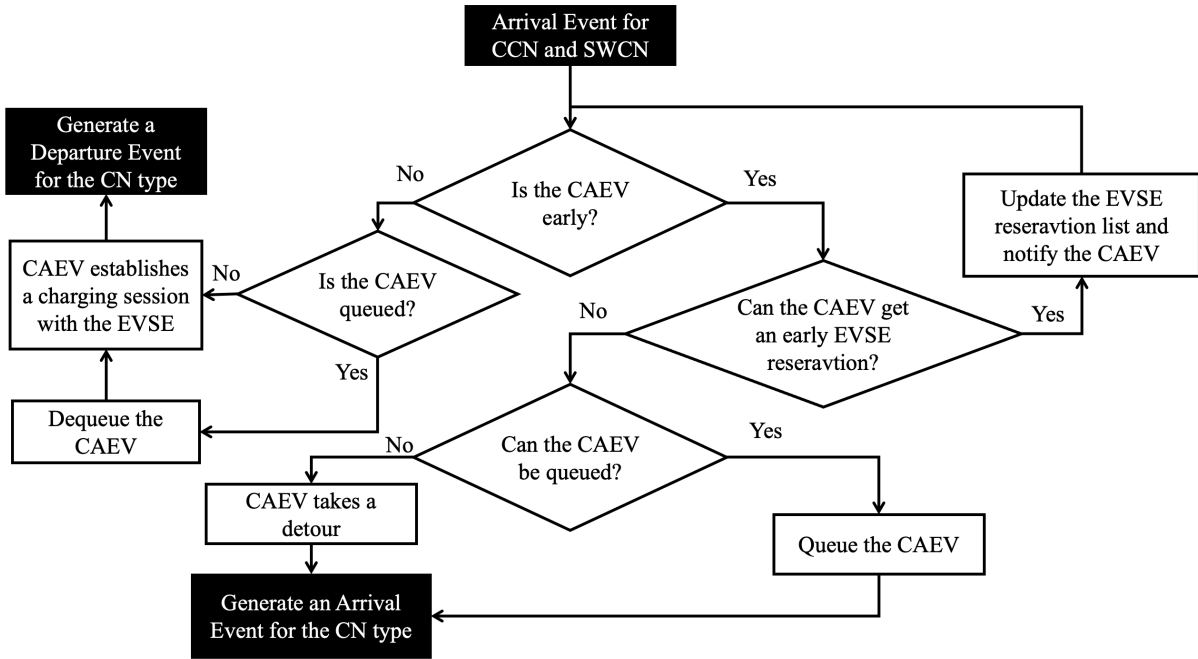 Arrival Event for
CCN and SWCN
Generate a
Departure Event
for the CN type
No
Is the CAEV
early?
Yes
Update the EVSE
reseravtion list and
notify the CAEV
CAEV establishes
a charging session
with the EVSE
No
Is the CAEV
queued?
No
Can the CAEV get
an early EVSE
reseravtion?
Yes
Yes
Dequeue the
CAEV
No
Can the CAEV
be queued?
Yes
CAEV takes a
detour
Queue the CAEV
Generate an Arrival
Event for the CN type